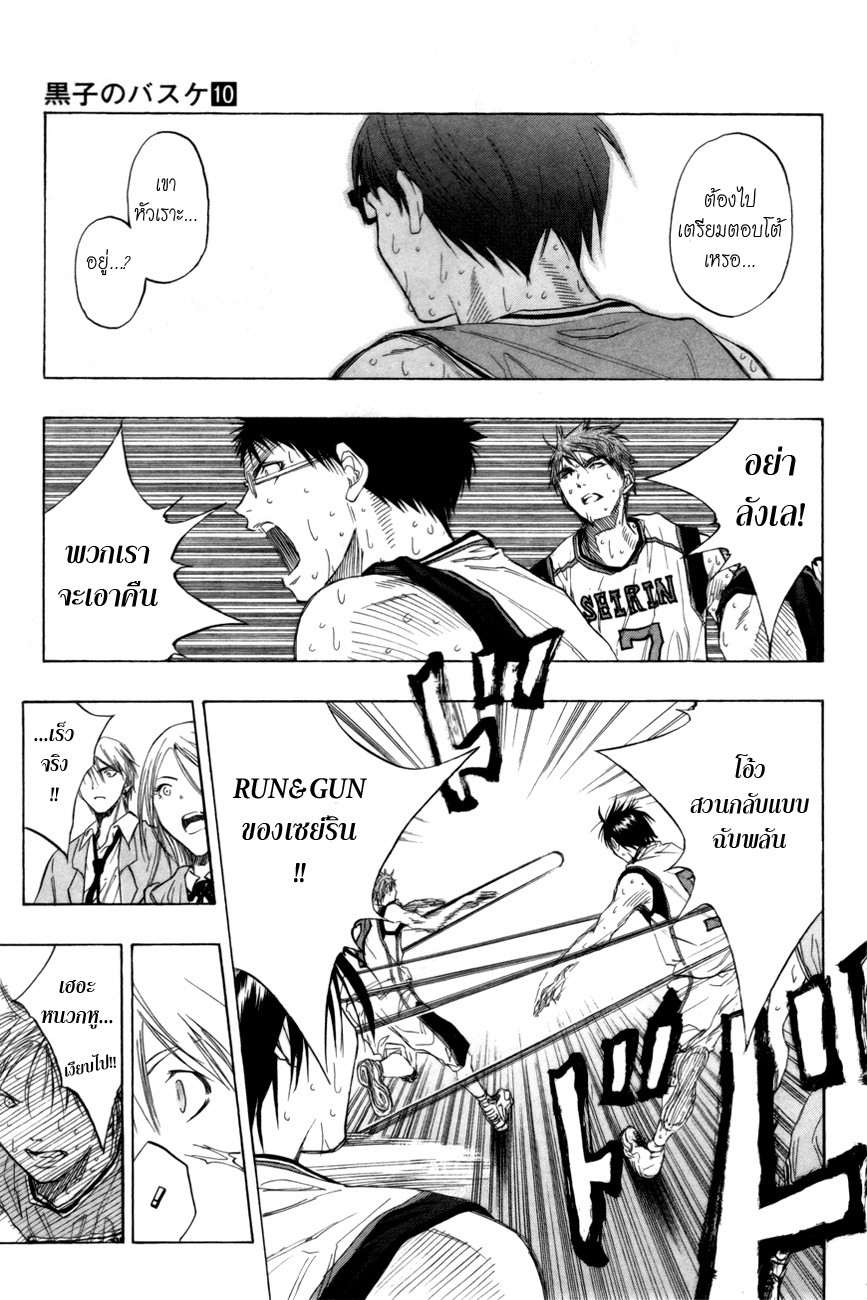 黒子のバスケ10
ต้องไป
เตรียมตอบโต้
เหรอ...
เขา
หัวเราะ...
อยู่...?
อย่า
ลังเล!
พวกเรา
จะเอาคืน
SEIRIN
7
ド
โอ้ว
สวนกลับแบบ
ฉับพลัน
RUN&GUN
ของเซย์ริน
!!
ド
ド
...เร็ว
จริง
!!
!
เฮอะ
หนวกหู...
เงียบไป!!